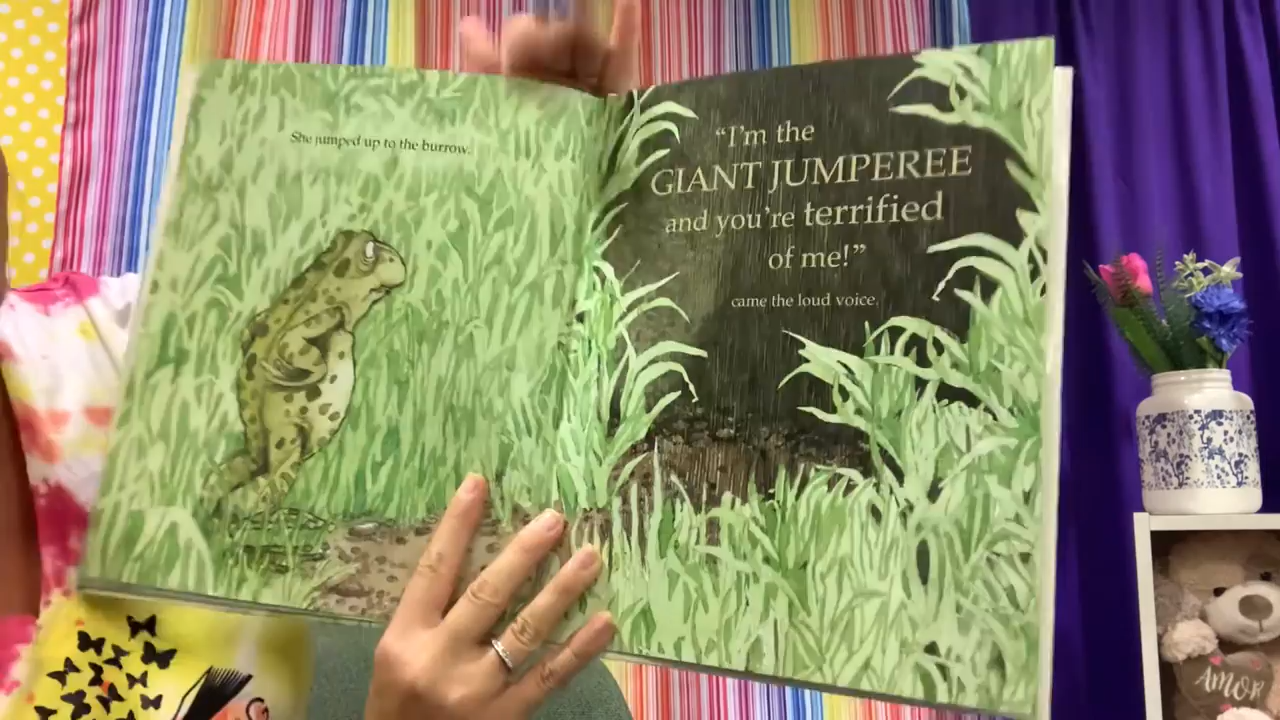 She jumped up to the burrow.
“I’m the
GIANT JUMPEREE
and you’re terrified
of me!”
came the loud voice.
AMOR